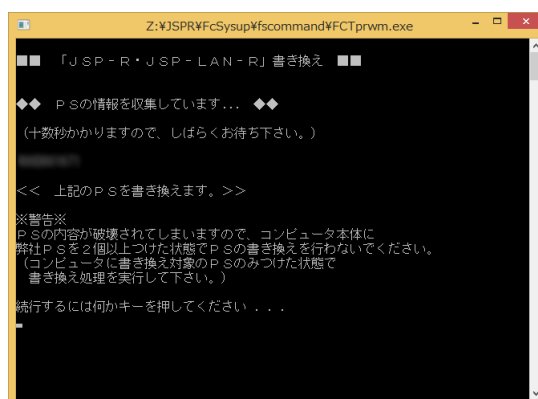 Z:¥JSPR¥FcSysup¥fscommand¥FCTprwm.exe
■■　「ＪＳＰ－Ｒ・ＪＳＰ－ＬＡＮ－Ｒ」書き換え　■■
◆◆　ＰＳの情報を収集しています...　◆◆
（十数秒かかりますので、しばらくお待ち下さい。）
<<　上記のＰＳを書き換えます。>>
※警告※
ＰＳの内容が破壊されてしまいますので、コンピュータ本体に
弊社ＰＳを２個以上つけた状態でＰＳの書き換えを行わないでください。
（コンピュータに書き換え対象のＰＳのみつけた状態で
　書き換え処理を実行して下さい。）
続行するには何かキーを押してください . . .